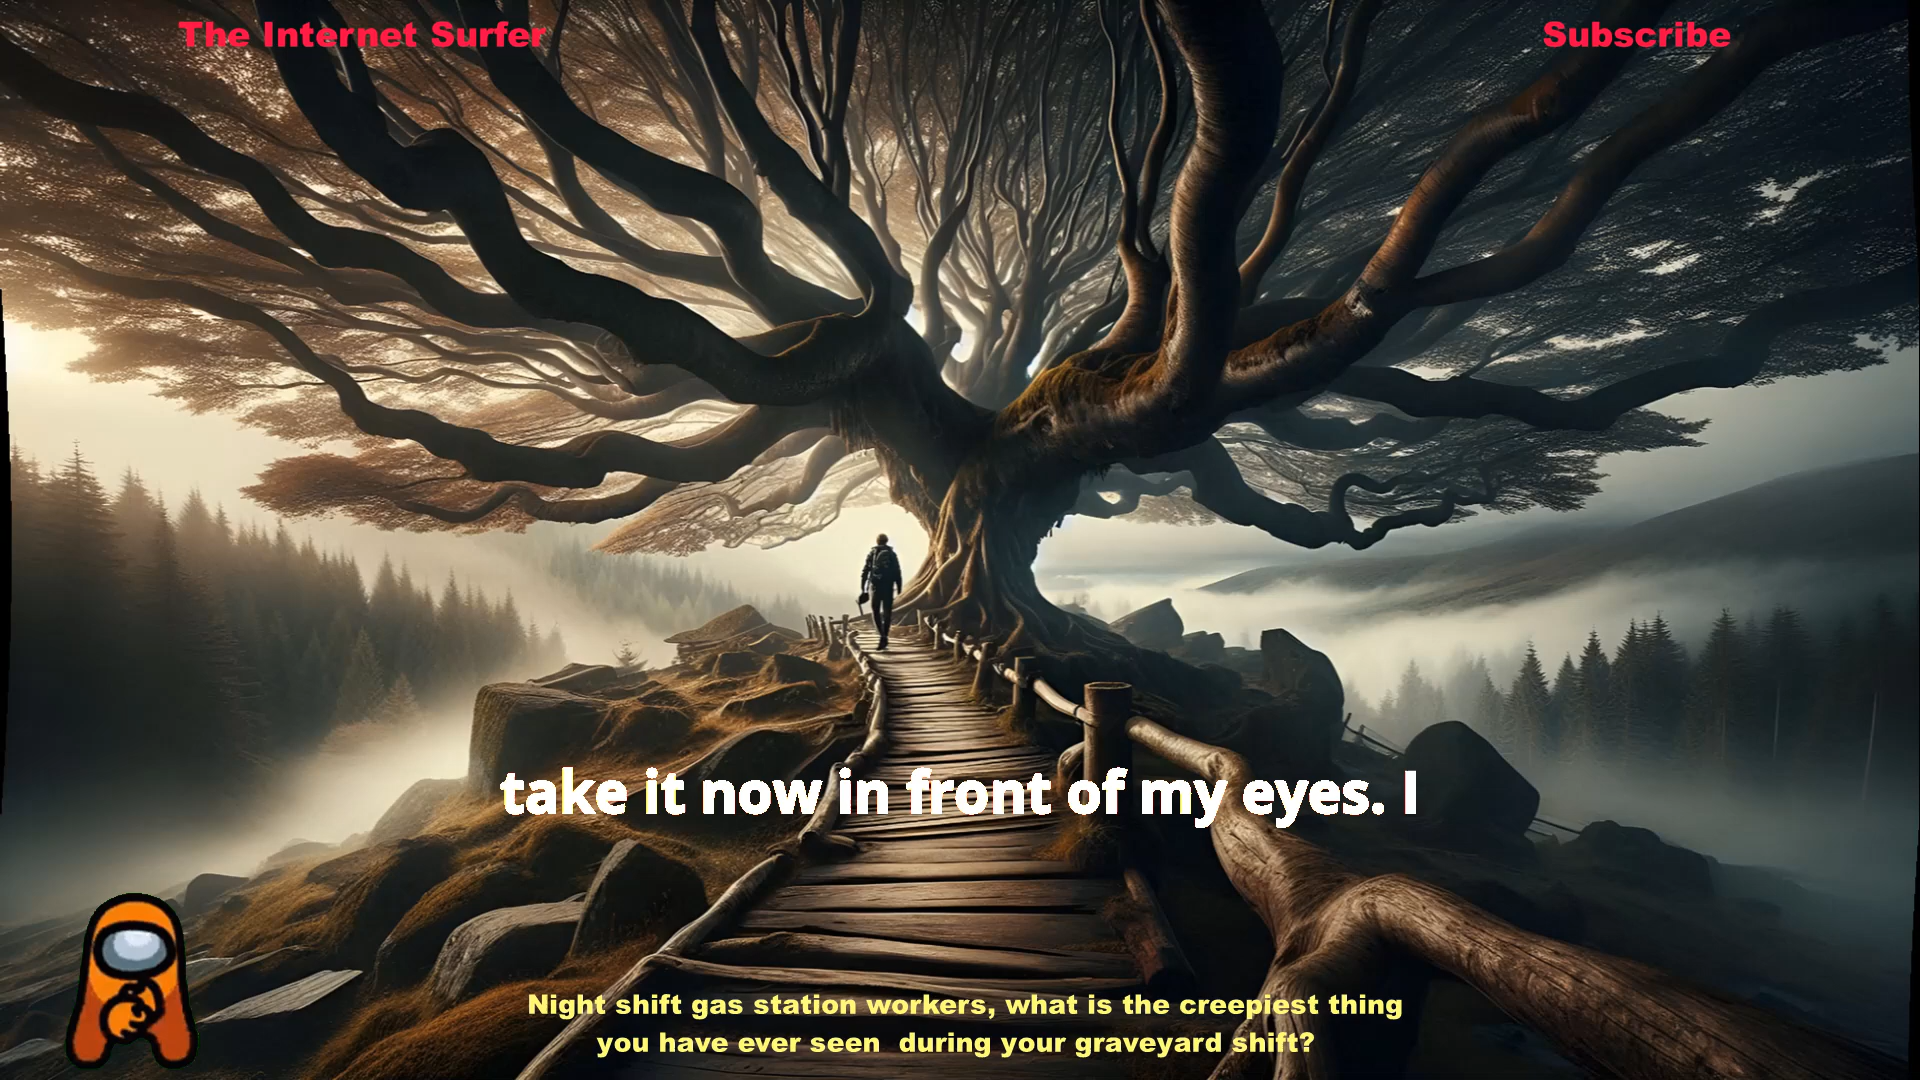 The Internet Surfer
Subscribe
take it now in front of my eyes. I
Night shift gas station workers, what is the creepiest thing
you have ever seen  during your graveyard shift?